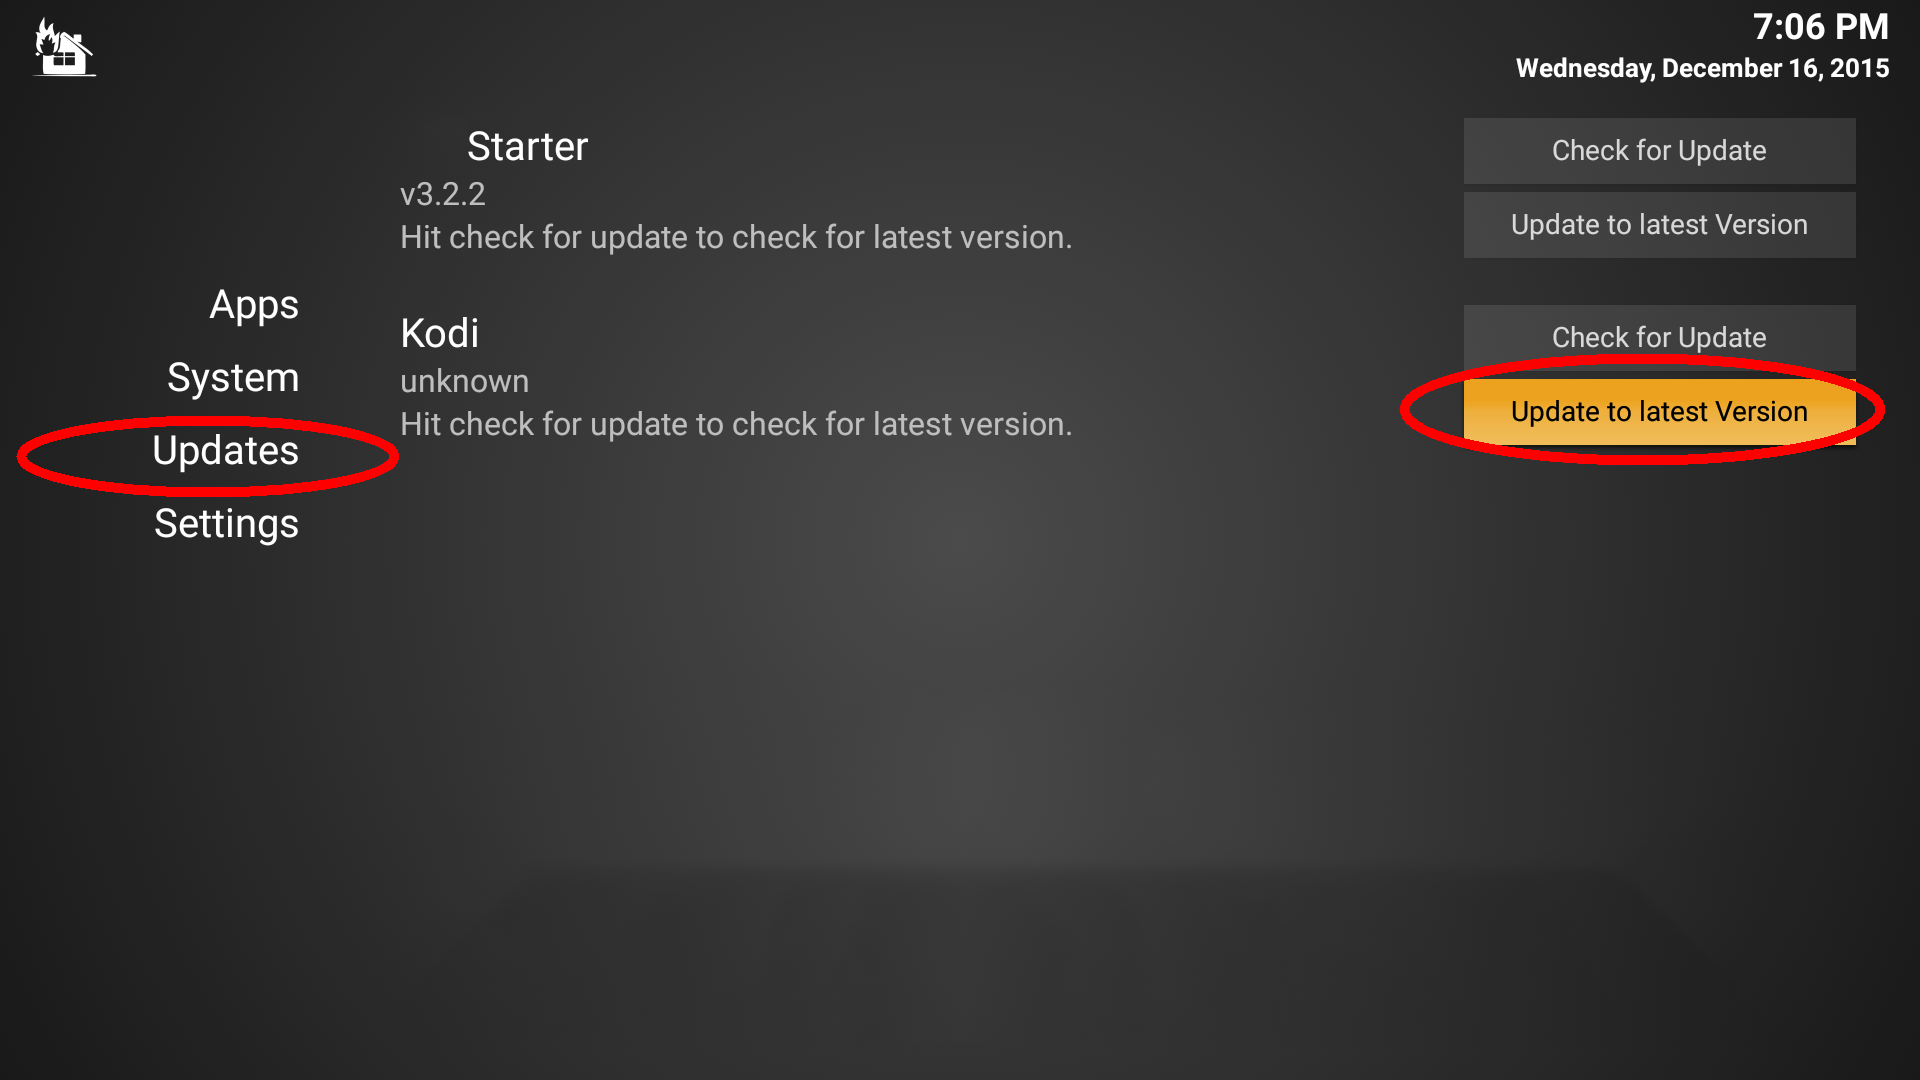 7:06 PM
Wednesday, December 16, 2015
Starter
v3.2.2
Hit check for update to check for latest version.
Check for Update
Update to latest Version
Apps
System
Updates
Settings
Kodi
unknown
Hit check for update to check for latest version.
Check for Update
Update to latest Version